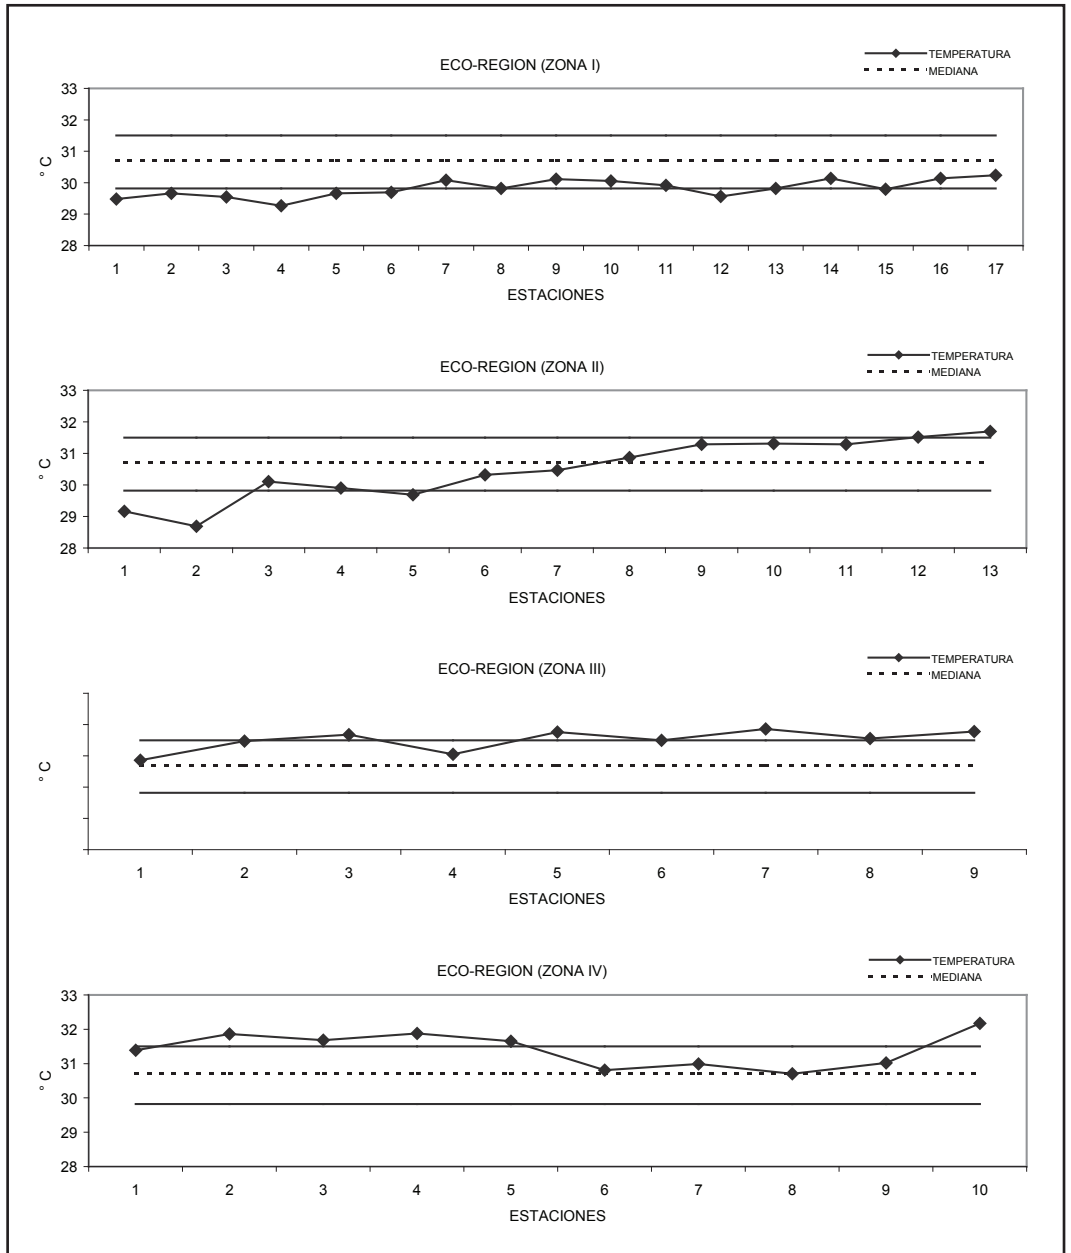 ECO-REGION (ZONA I)
TEMPERATURA
MEDIANA
33
32
31
30
29
28
° C
1 2 3 4 5 6 7 8 9 10 11 12 13 14 15 16 17
ESTACIONES
ECO-REGION (ZONA II)
TEMPERATURA
MEDIANA
33
32
31
30
29
28
° C
1 2 3 4 5 6 7 8 9 10 11 12 13
ESTACIONES
ECO-REGION (ZONA III)
TEMPERATURA
MEDIANA
° C
1 2 3 4 5 6 7 8 9
ESTACIONES
ECO-REGION (ZONA IV)
TEMPERATURA
MEDIANA
33
32
31
30
29
28
° C
1 2 3 4 5 6 7 8 9 10
ESTACIONES